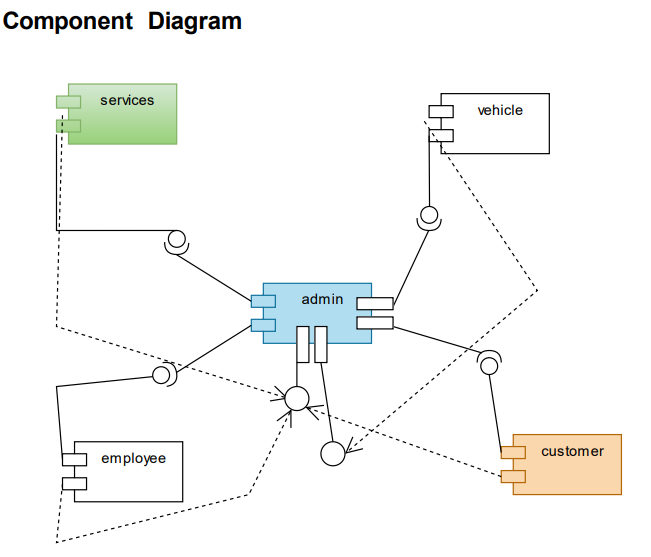 Component Diagram
services
vehicle
admin
employee
customer